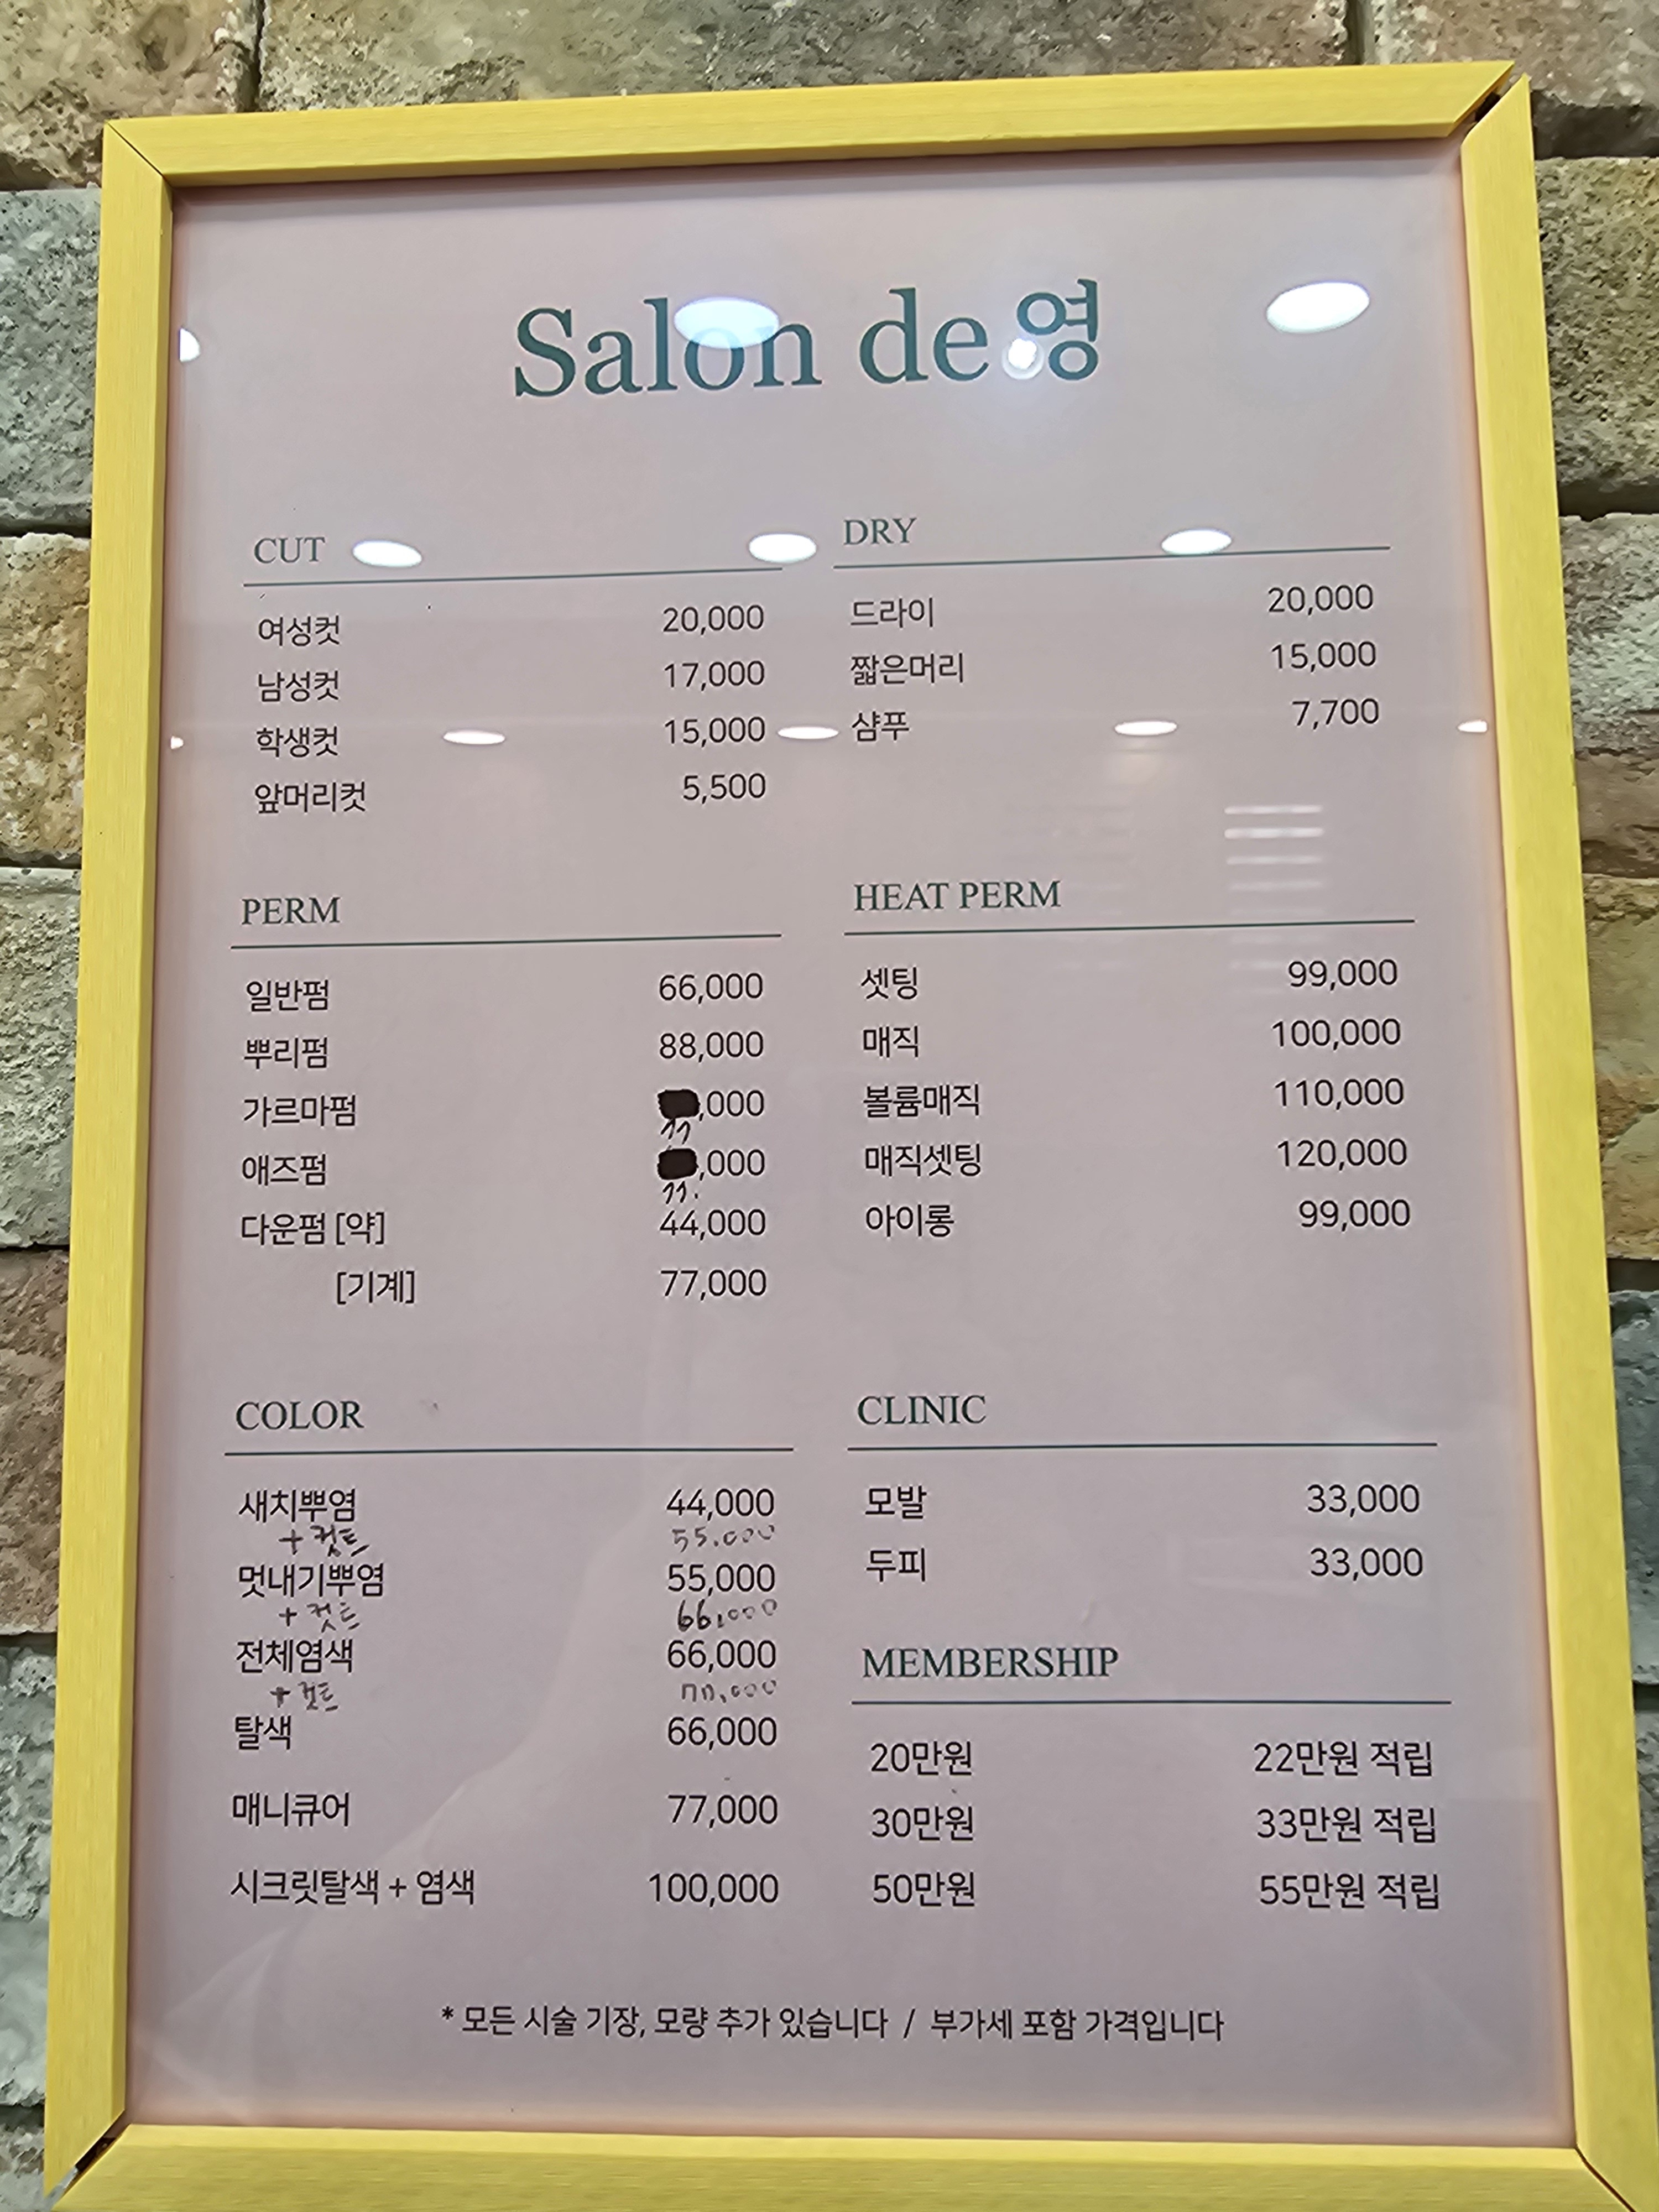 Salon de 영
CUT
여성컷 20,000
남성컷 17,000
학생컷 15,000
앞머리컷 5,500
DRY
드라이 20,000
짧은머리 15,000
샴푸 7,700
PERM
일반펌 66,000
뿌리펌 88,000
가르마펌 ,000
애즈펌 ,000
다운펌 [약] 44,000
[기계] 77,000
HEAT PERM
셋팅 99,000
매직 100,000
볼륨매직 110,000
매직셋팅 120,000
아이롱 99,000
COLOR
새치뿌염 44,000
+ 컷트 55.000
멋내기뿌염 55,000
+ 컷트 66.000
전체염색 66,000
+ 컷트
탈색 66,000
매니큐어 77,000
시크릿탈색 + 염색 100,000
CLINIC
모발 33,000
두피 33,000
MEMBERSHIP
20만원 22만원 적립
30만원 33만원 적립
50만원 55만원 적립
* 모든 시술 기장, 모량 추가 있습니다 / 부가세 포함 가격입니다